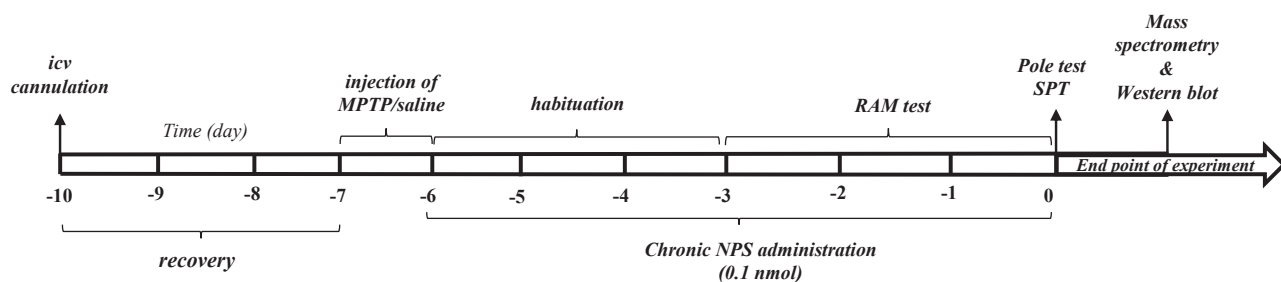 icv
cannulation
Time (day)
injection of
MPTP/saline
habituation
RAM test
Pole test
SPT
Mass
spectrometry
&
Western blot
End point of experiment
-10
-9
-8
-7
-6
-5
-4
-3
-2
-1
0
recovery
Chronic NPS administration
(0.1 nmol)